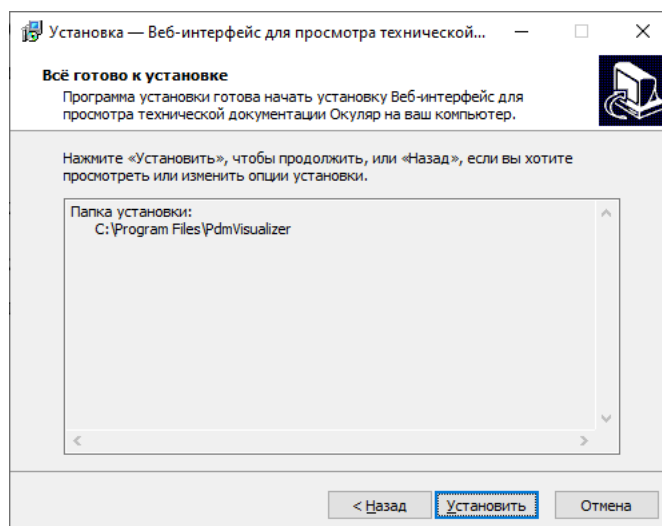 Установка — Веб-интерфейс для просмотра технической...
Всё готово к установке
Программа установки готова начать установку Веб-интерфейс для
просмотра технической документации Окуляр на ваш компьютер.
Нажмите «Установить», чтобы продолжить, или «Назад», если вы хотите
просмотреть или изменить опции установки.
Папка установки:
C:\Program Files\PdmVisualizer
< Назад Установить Отмена